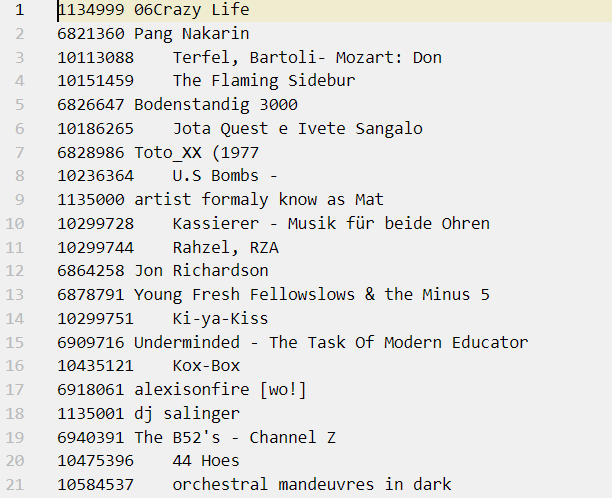 1 1134999 06Crazy Life
2 6821360 Pang Nakarin
3 10113088 Terfel, Bartoli- Mozart: Don
4 10151459 The Flaming Sidebur
5 6826647 Bodenstandig 3000
6 10186265 Jota Quest e Ivete Sangalo
7 6828986 Toto_XX (1977
8 10236364 U.S Bombs -
9 1135000 artist formaly know as Mat
10 10299728 Kassierer - Musik für beide Ohren
11 10299744 Rahzel, RZA
12 6864258 Jon Richardson
13 6878791 Young Fresh Fellowslows & the Minus 5
14 10299751 Ki-ya-Kiss
15 6909716 Underminded - The Task Of Modern Educator
16 10435121 Kox-Box
17 6918061 alexisonfire [wo!]
18 1135001 dj salinger
19 6940391 The B52's - Channel Z
20 10475396 44 Hoes
21 10584537 orchestral mandeuvres in dark